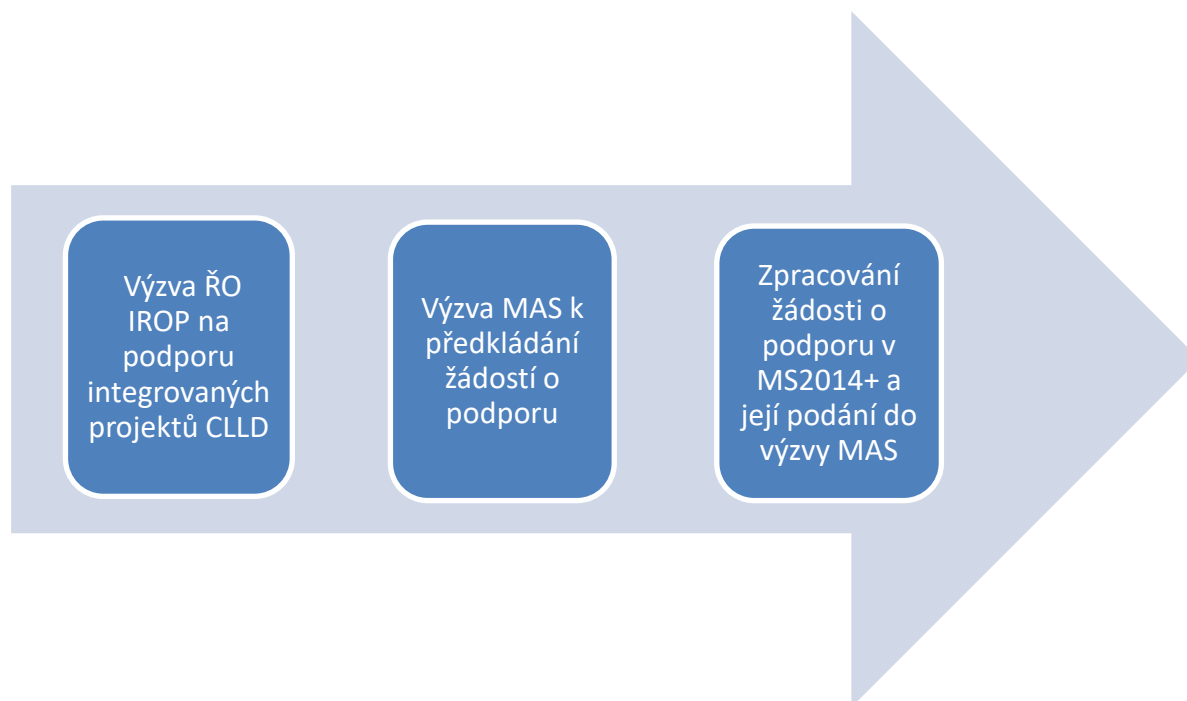 Výzva ŘO
IROP na
podporu
integrovaných
projektů CLLD
Výzva MAS k
předkládání
žádostí o
podporu
Zpracování
žádosti o
podporu v
MS2014+ a
její podání do
výzvy MAS